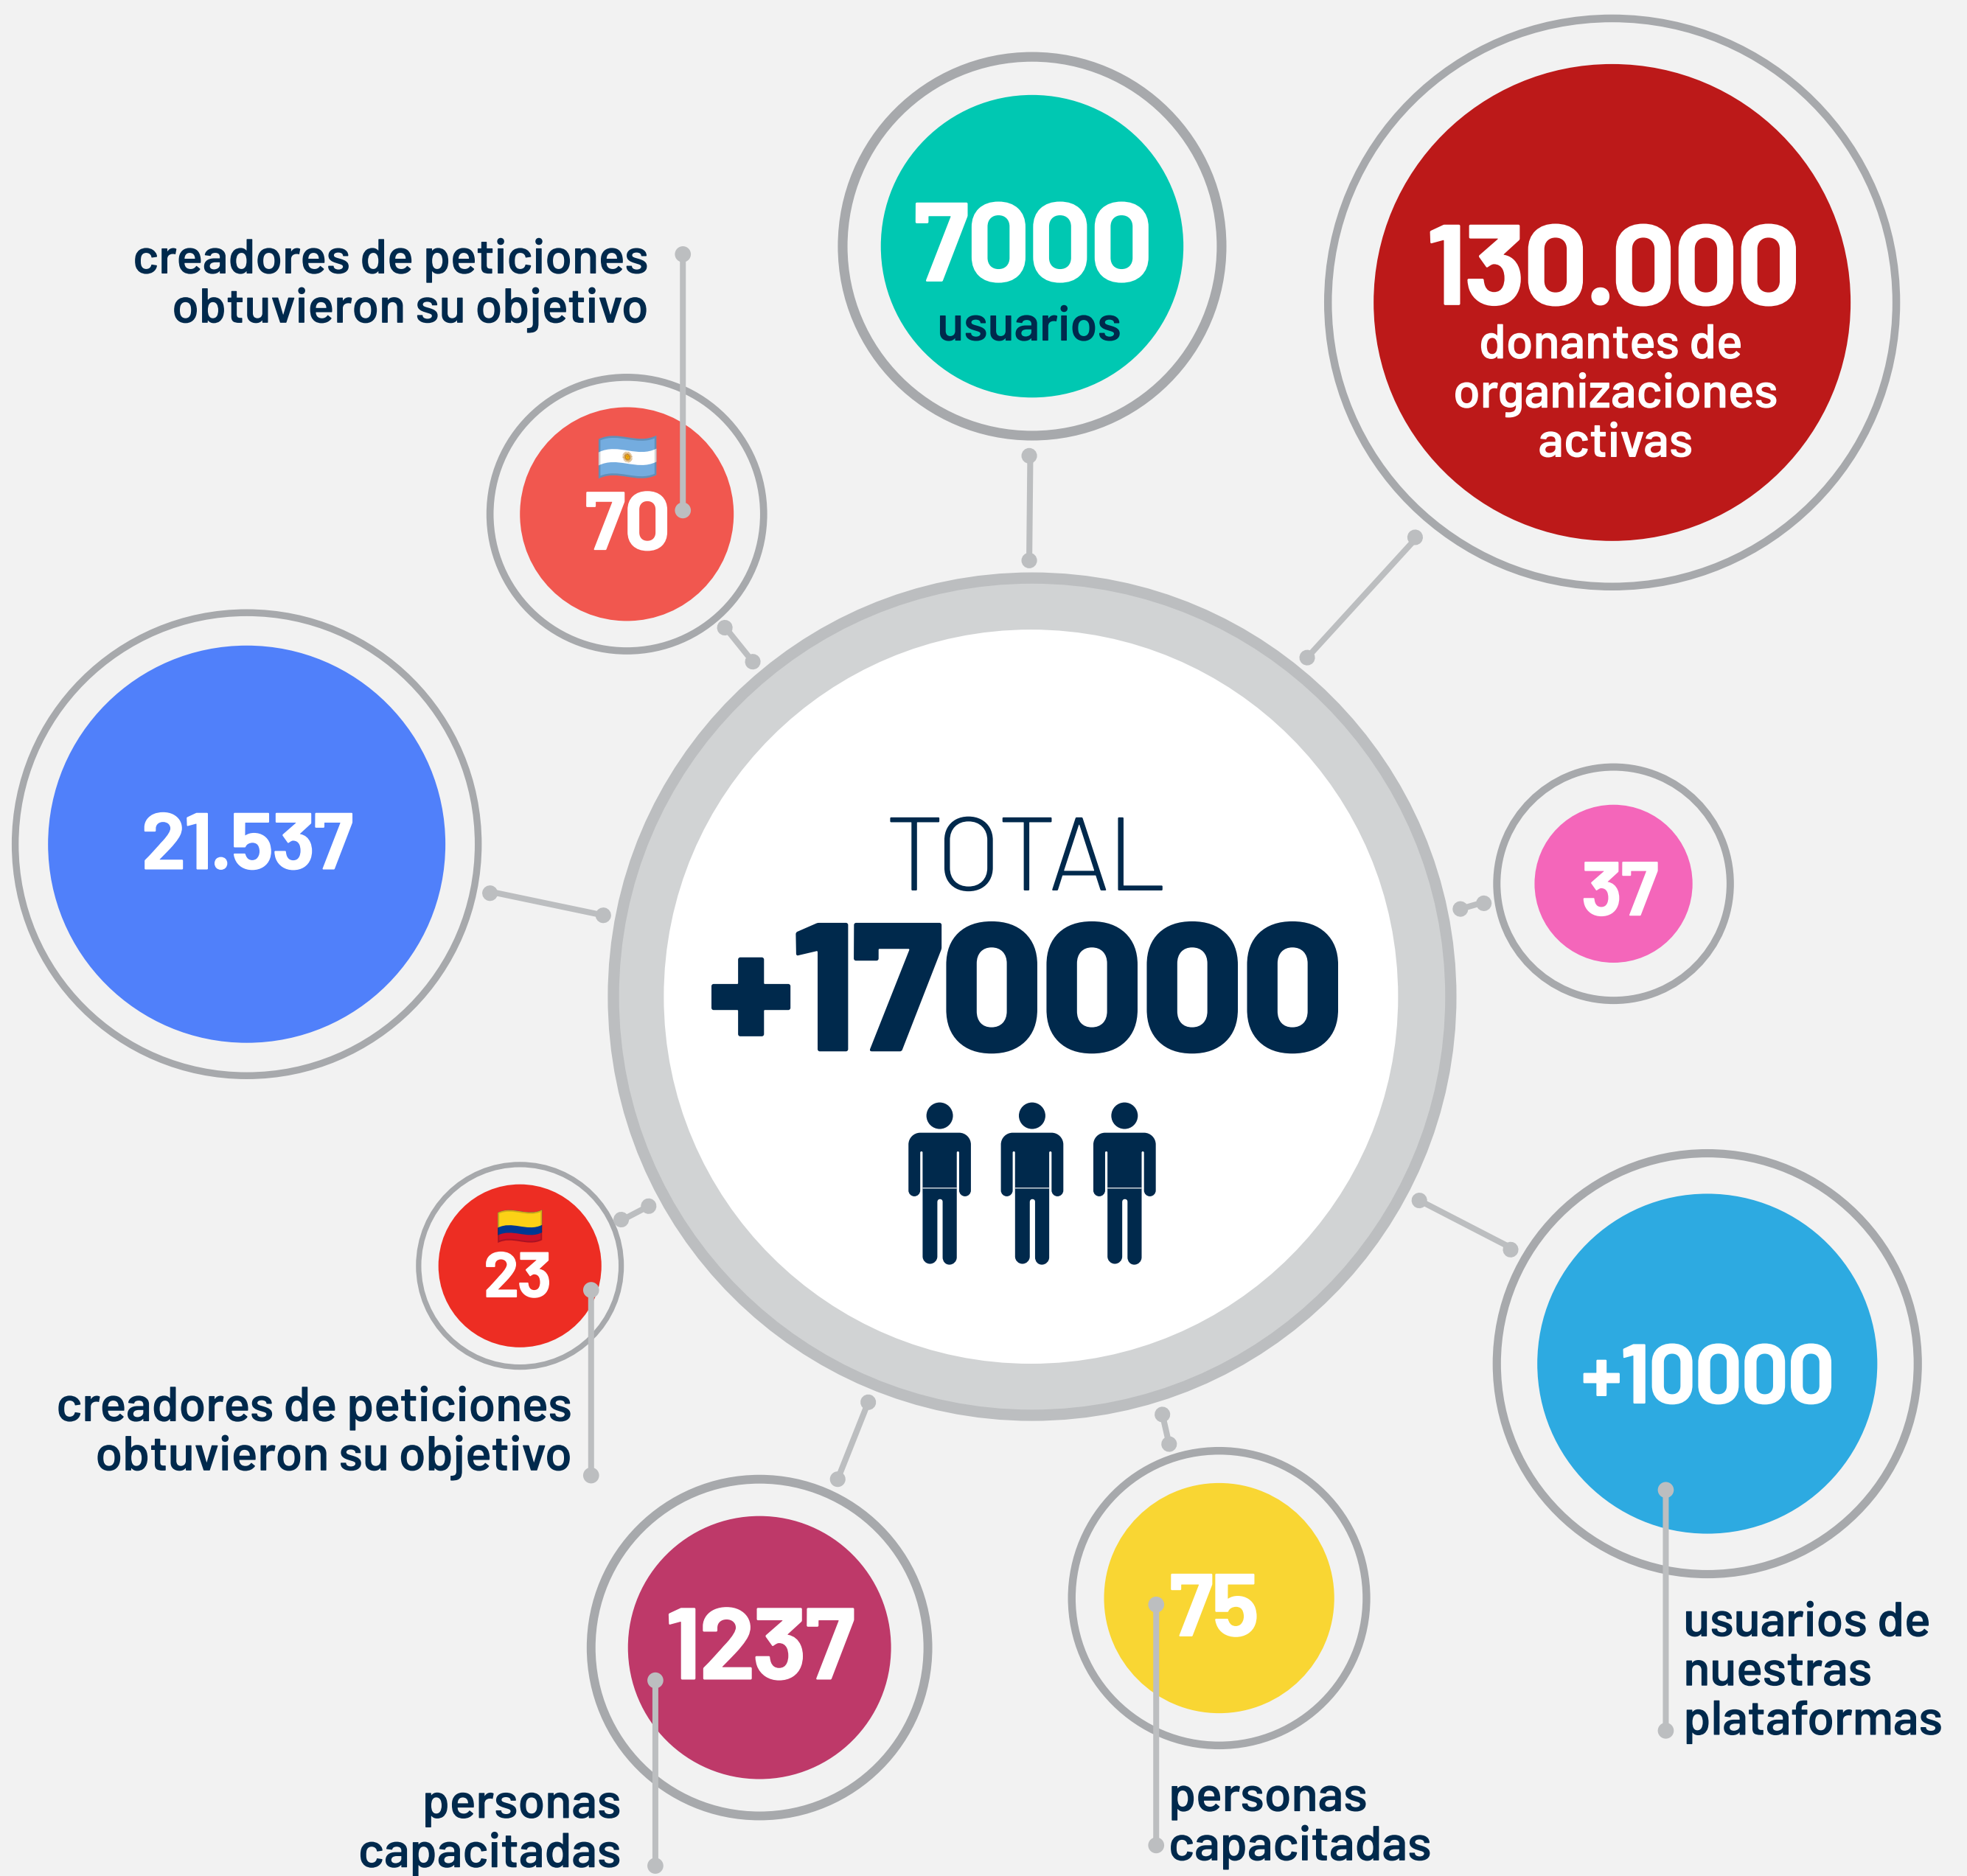 7000
usuarios
130.000
donantes de
organizaciones
activas
creadores de peticiones
obtuvieron su objetivo
70
21.537
TOTAL
+170000
37
23
creadores de peticiones
obtuvieron su objetivo
+10000
usuarios de
nuestras
plataformas
1237
personas
capacitadas
75
personas
capacitadas